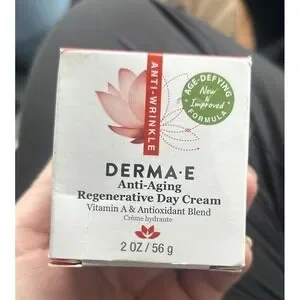 ANTI-WRINKLE
AGE-DEFYING
New &
Improved
FORMULA
DERMA·E
Anti-Aging
Regenerative Day Cream
Vitamin A & Antioxidant Blend
Crème hydrante
2 OZ / 56 g